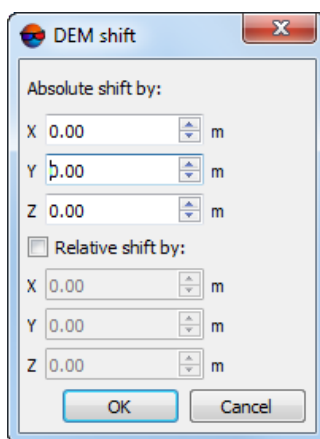 DEM shift
Absolute shift by:
X 0.00 m
Y 0.00 m
Z 0.00 m
Relative shift by:
X 0.00 m
Y 0.00 m
Z 0.00 m
OK Cancel